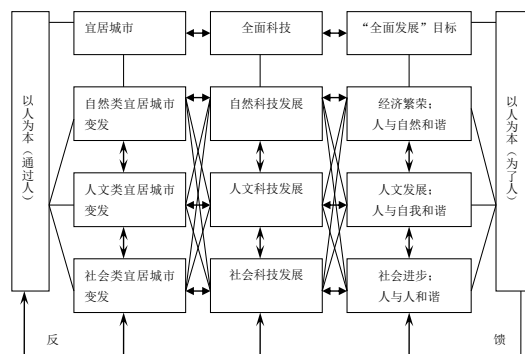 宜居城市
全面科技
“全面发展”目标
以人为本（通过人）
自然类宜居城市
变发
自然科技发展
经济繁荣；
人与自然和谐
以人为本（为了人）
人文类宜居城市
变发
人文科技发展
人文发展；
人与自我和谐
社会类宜居城市
变发
社会科技发展
社会进步；
人与人和谐
反
馈